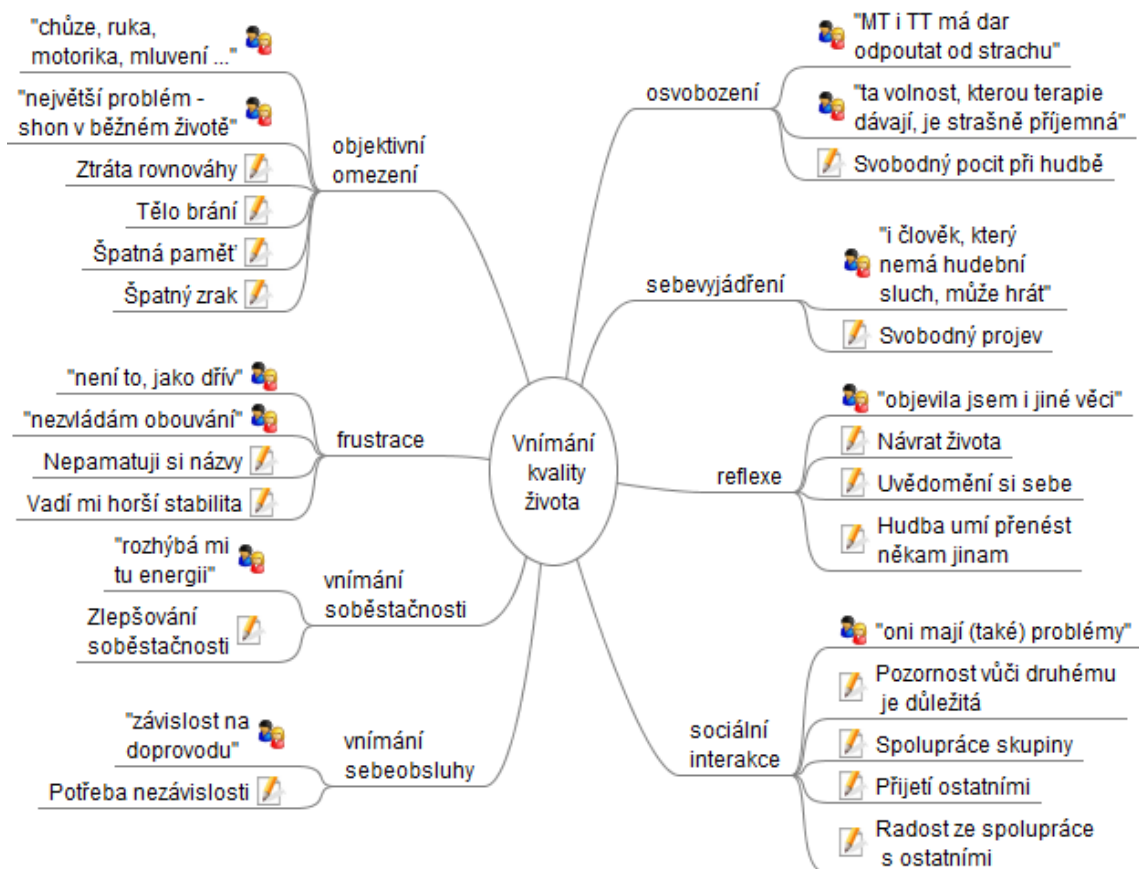 "chůze, ruka,
motorika, mluvení ..."
"největší problém -
shon v běžném životě"
Ztráta rovnováhy
Tělo brání
Špatná paměť
Špatný zrak
objektivní
omezení
"není to, jako dřív"
"nezvládám obouvání"
Nepamatuji si názvy
Vadí mi horší stabilita
frustrace
"rozhýbá mi
tu energii"
Zlepšování
soběstačnosti
vnímání
soběstačnosti
"závislost na
doprovodu"
Potřeba nezávislosti
vnímání
sebeobsluhy
Vnímání
kvality
života
osvobození
"MT i TT má dar
odpoutat od strachu"
"ta volnost, kterou terapie
dávají, je strašně příjemná"
Svobodný pocit při hudbě
sebevyjádření
"i člověk, který
nemá hudební
sluch, může hrát"
Svobodný projev
reflexe
"objevila jsem i jiné věci"
Návrat života
Uvědomění si sebe
Hudba umí přenést
někam jinam
sociální
interakce
"oni mají (také) problémy"
Pozornost vůči druhému
je důležitá
Spolupráce skupiny
Přijetí ostatními
Radost ze spolupráce
s ostatními